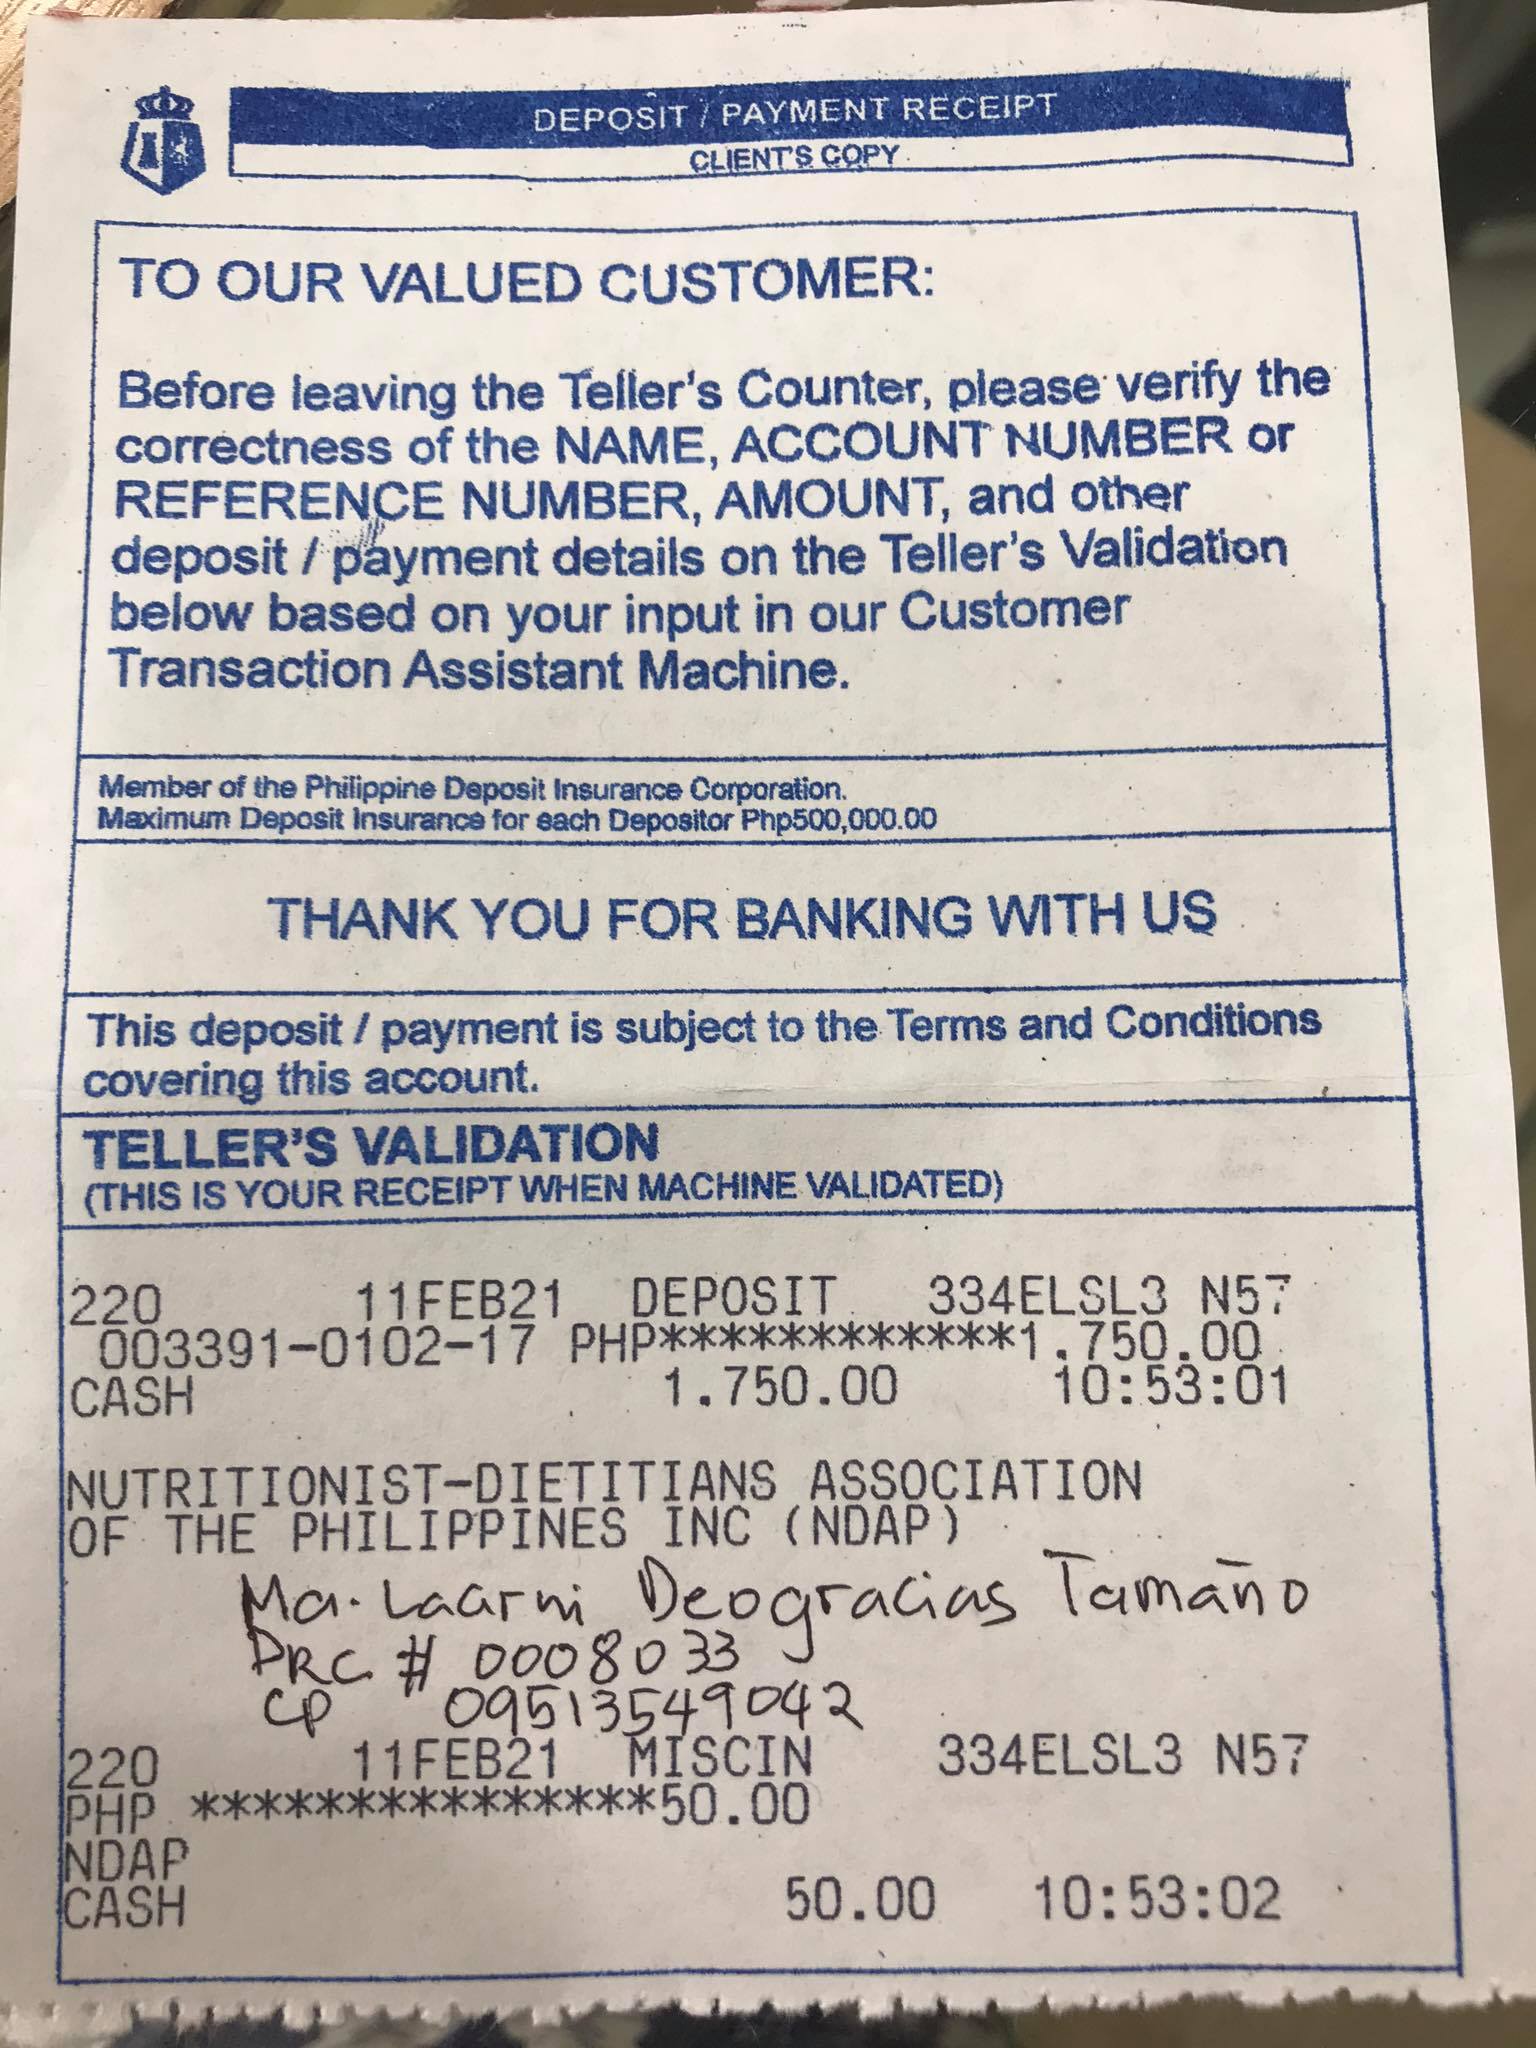 DEPOSIT / PAYMENT RECEIPT
CLIENT'S COPY
TO OUR VALUED CUSTOMER:
Before leaving the Teller's Counter, please verify the
correctness of the NAME, ACCOUNT NUMBER or
REFERENCE NUMBER, AMOUNT, and other
deposit / payment details on the Teller's Validation
below based on your input in our Customer
Transaction Assistant Machine.
Member of the Philippine Deposit Insurance Corporation.
Maximum Deposit Insurance for each Depositor Php500,000.00
THANK YOU FOR BANKING WITH US
This deposit / payment is subject to the Terms and Conditions
covering this account.
TELLER'S VALIDATION
(THIS IS YOUR RECEIPT WHEN MACHINE VALIDATED)
220 11FEB21 DEPOSIT 334ELSL3 N57
003391-0102-17 PHP************1.750.00
CASH 1.750.00 10:53:01
NUTRITIONIST-DIETITIANS ASSOCIATION
OF THE PHILIPPINES INC (NDAP)
Ma. Laarni Deogracias Tamaño
PRC # 0008033
CP 09513549042
220 11FEB21 MISCIN 334ELSL3 N57
PHP ***************50.00
NDAP
CASH 50.00 10:53:02